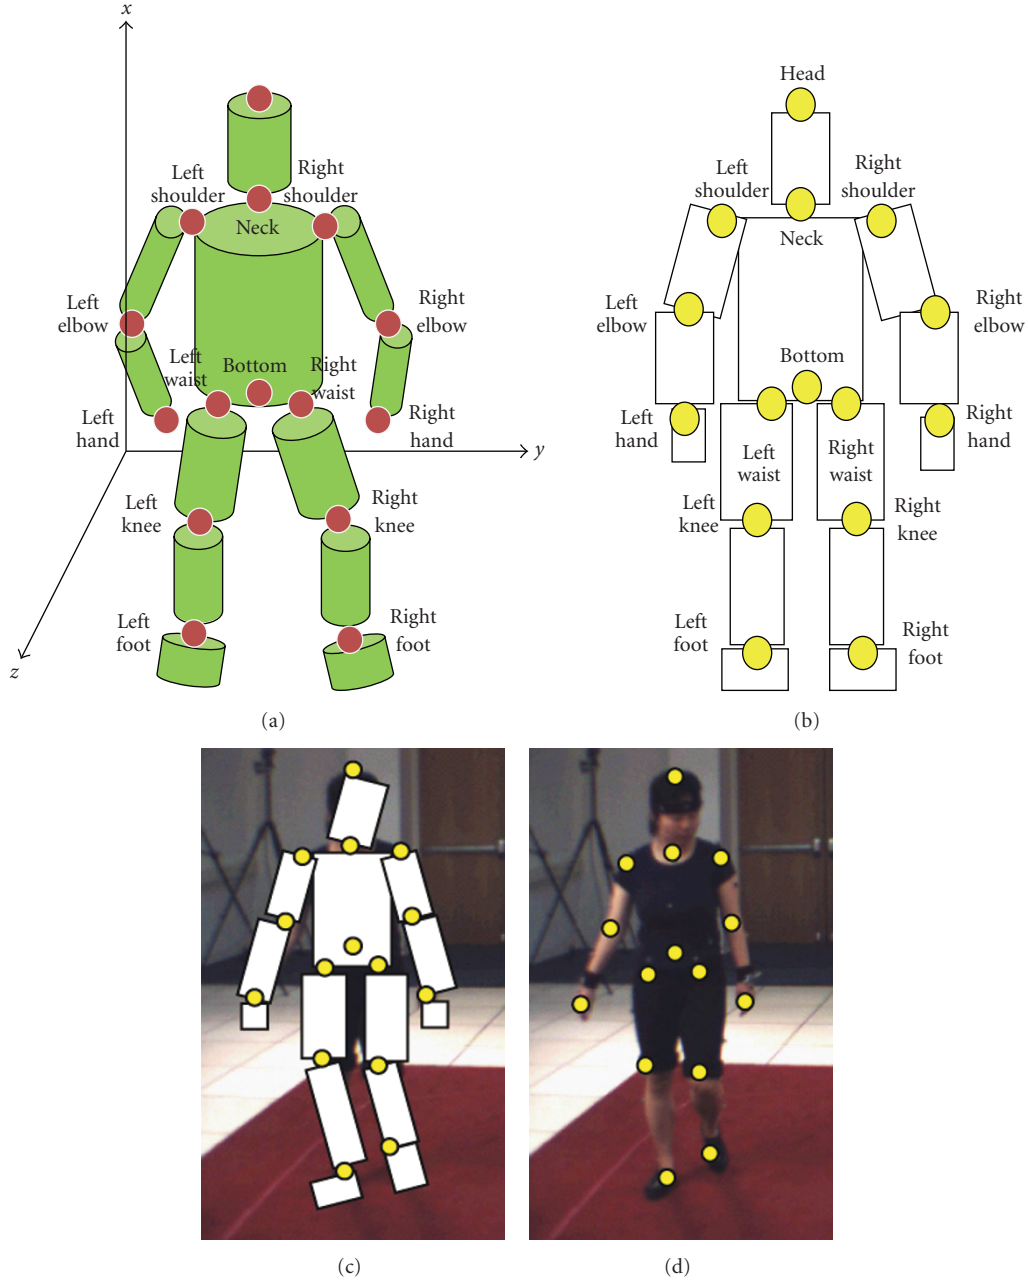 x
Left
shoulder
Right
shoulder
Neck
Left
elbow
Right
elbow
Left
waist
Bottom
Right
waist
Left
hand
Right
hand
y
Left
knee
Right
knee
Left
foot
Right
foot
z
(a)
Head
Left
shoulder
Right
shoulder
Neck
Left
elbow
Right
elbow
Bottom
Left
hand
Right
hand
Left
waist
Right
waist
Left
knee
Right
knee
Left
foot
Right
foot
(b)
(c)
(d)